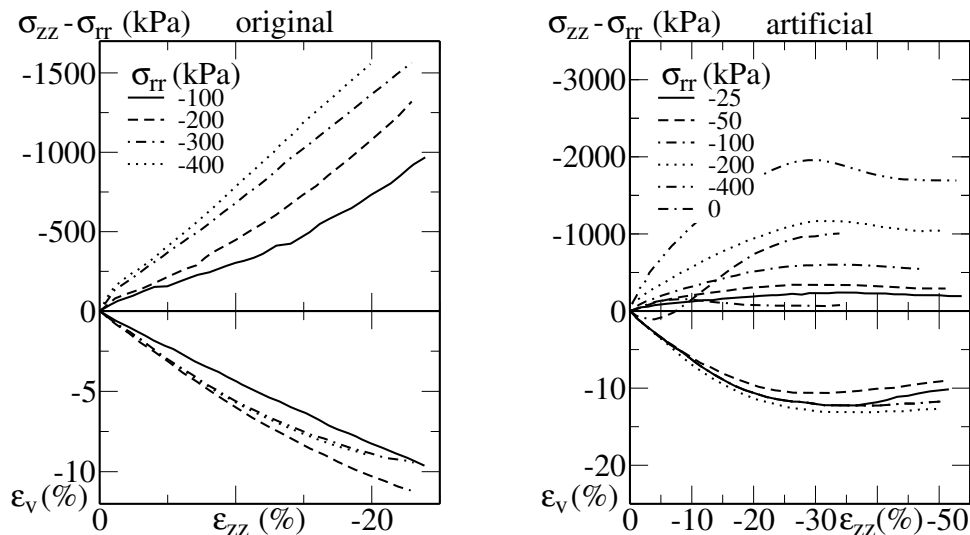 σzz-σrr (kPa) original
-1500
-1000
-500
0
-5
-10
εv (%)
σrr (kPa)
-100
-200
-300
-400
0 εzz (%) -20
σzz-σrr (kPa) artificial
-3000
-2000
-1000
0
-10
-20
εv (%)
σrr (kPa)
-25
-50
-100
-200
-400
0
0 -10 -20 -30 εzz(%) -50